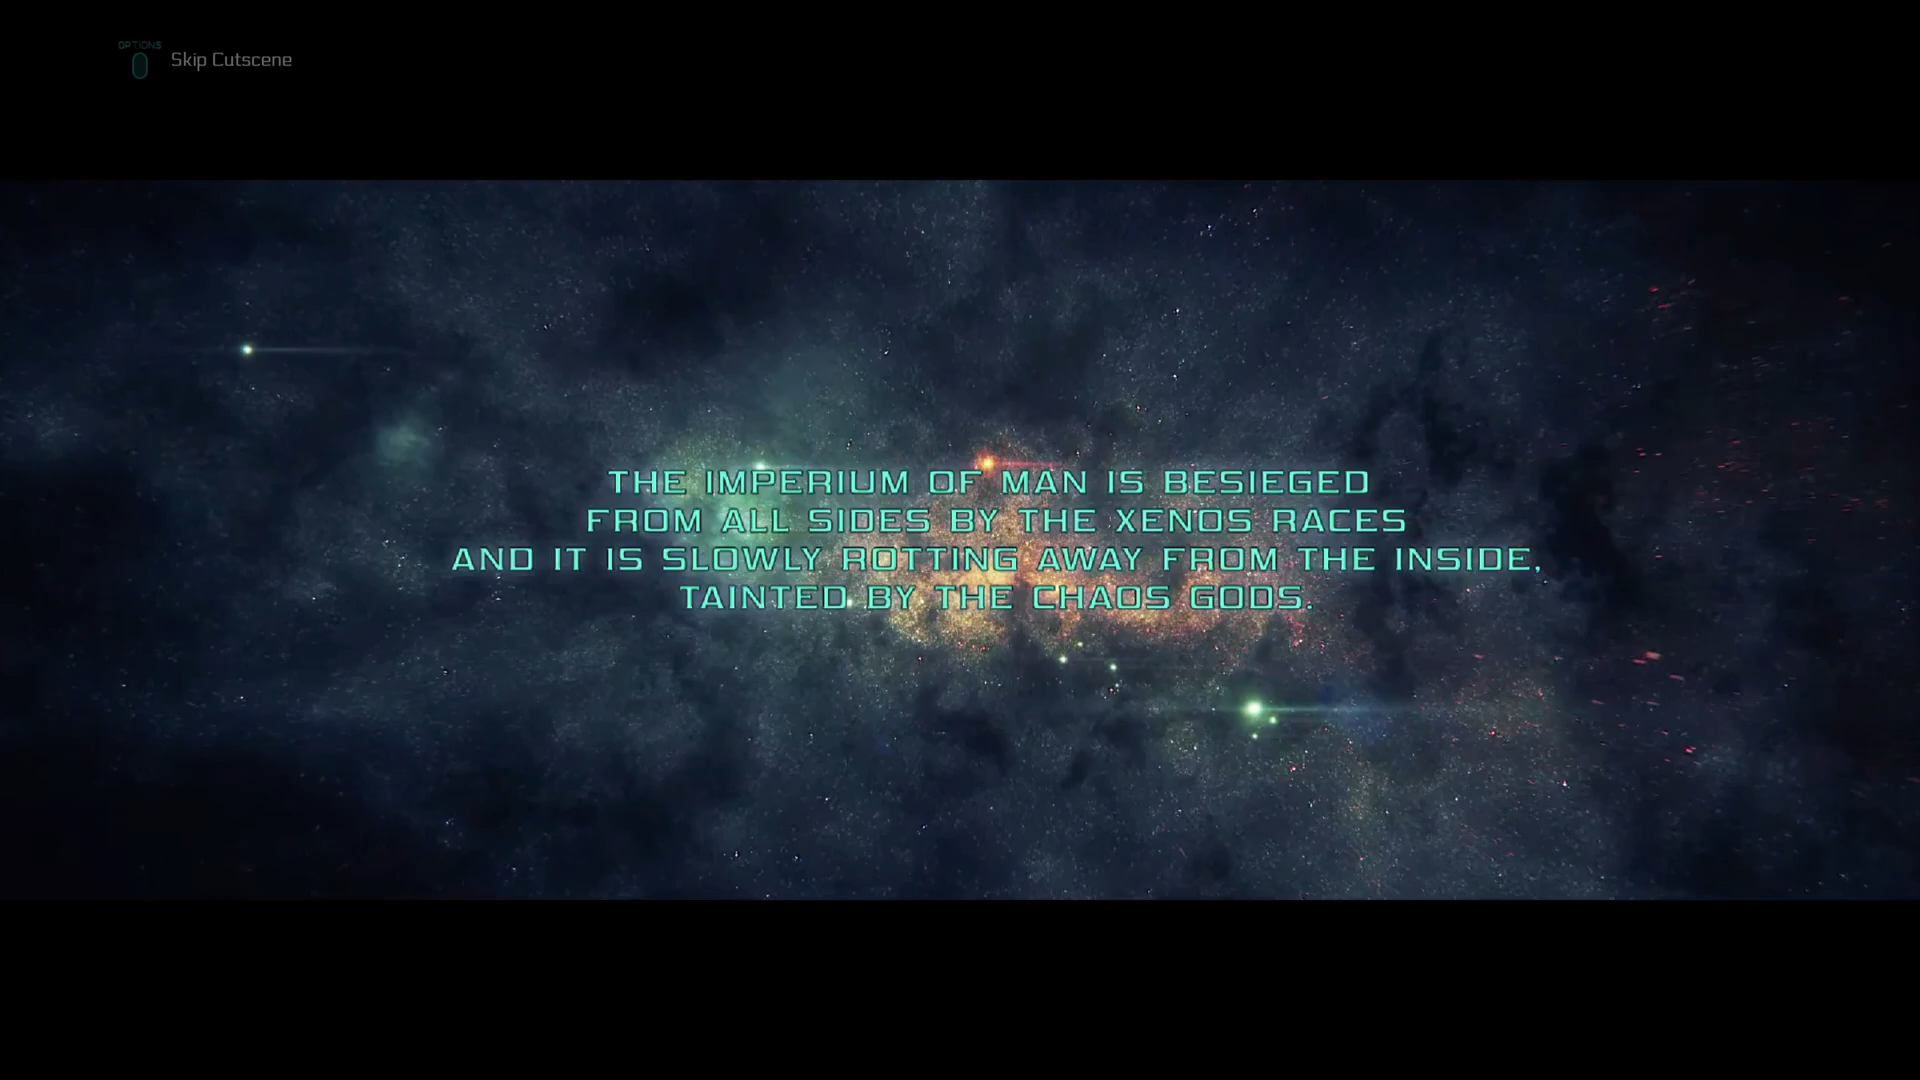 OPTIONS
Skip Cutscene
THE IMPERIUM OF MAN IS BESIEGED
FROM ALL SIDES BY THE XENOS RACES
AND IT IS SLOWLY ROTTING AWAY FROM THE INSIDE,
TAINTED BY THE CHAOS GODS.